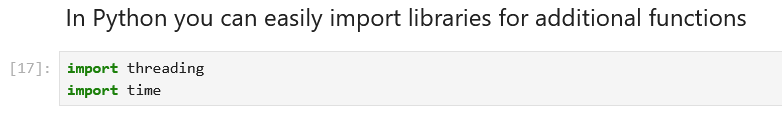 In Python you can easily import libraries for additional functions
[17]: import threading
import time